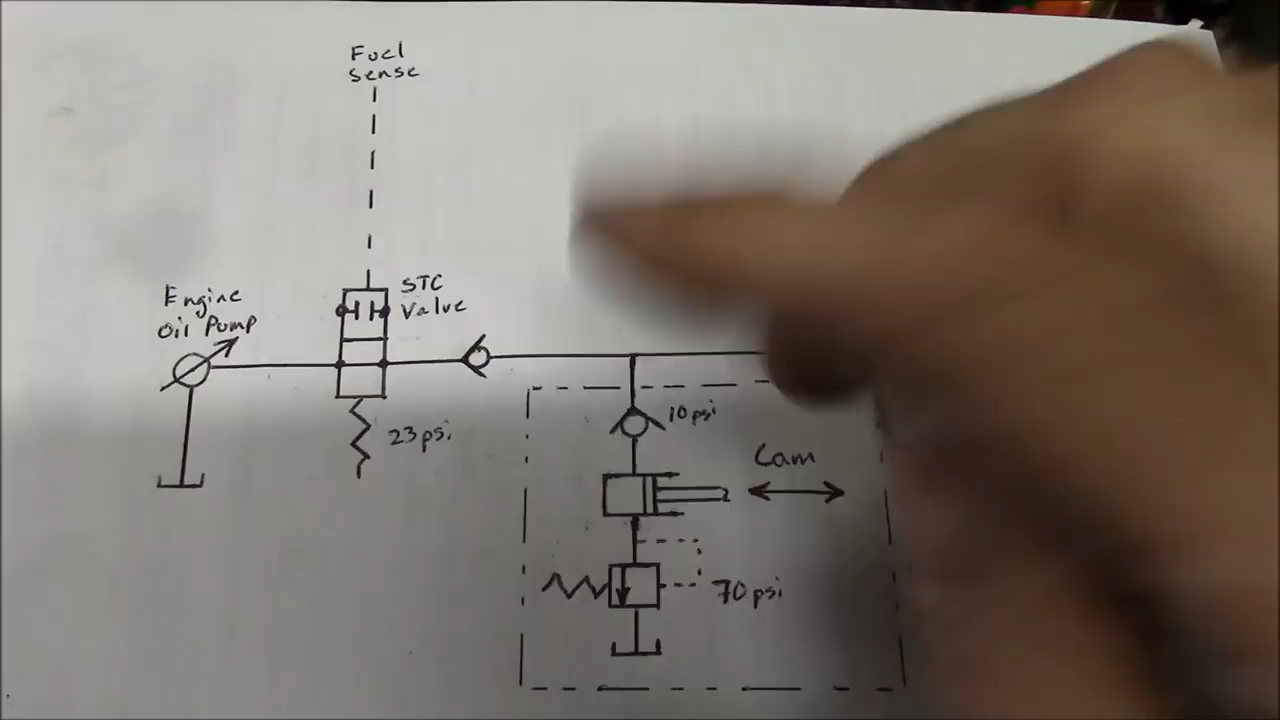 Fuel
sense
STC
Valve
Engine
Oil Pump
23psi
10psi
Cam
70psi